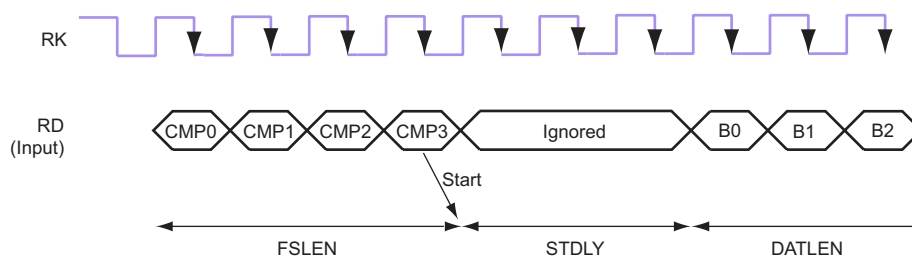 RK
RD
(Input)
CMP0 CMP1 CMP2 CMP3 Ignored B0 B1 B2
Start
FSLEN STDLY DATLEN